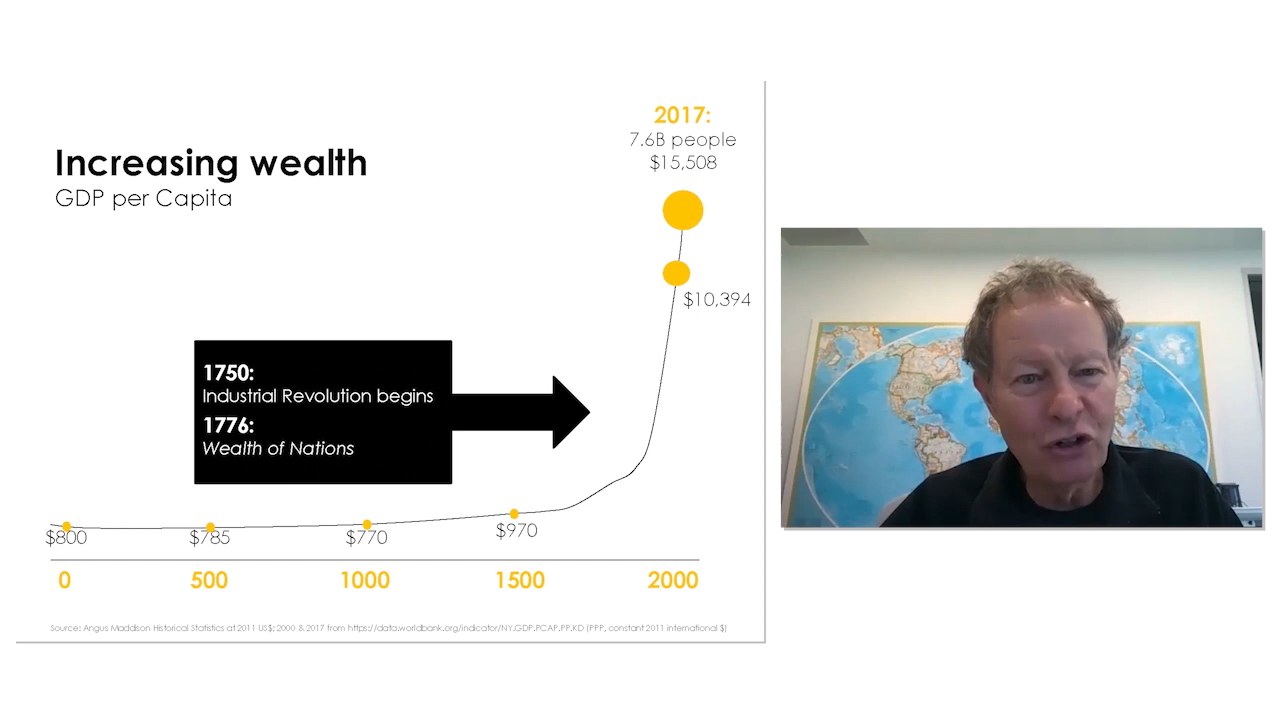 Increasing wealth
GDP per Capita
2017:
7.6B people
$15,508
$10,394
1750:
Industrial Revolution begins
1776:
Wealth of Nations
$800
$785
$770
$970
0
500
1000
1500
2000
Source: Angus Maddison Historical Statistics at 2011 US$; 2000 & 2017 from https://data.worldbank.org/indicator/NY.GDP.PCAP.PP.KD (PPP, constant 2011 international $)